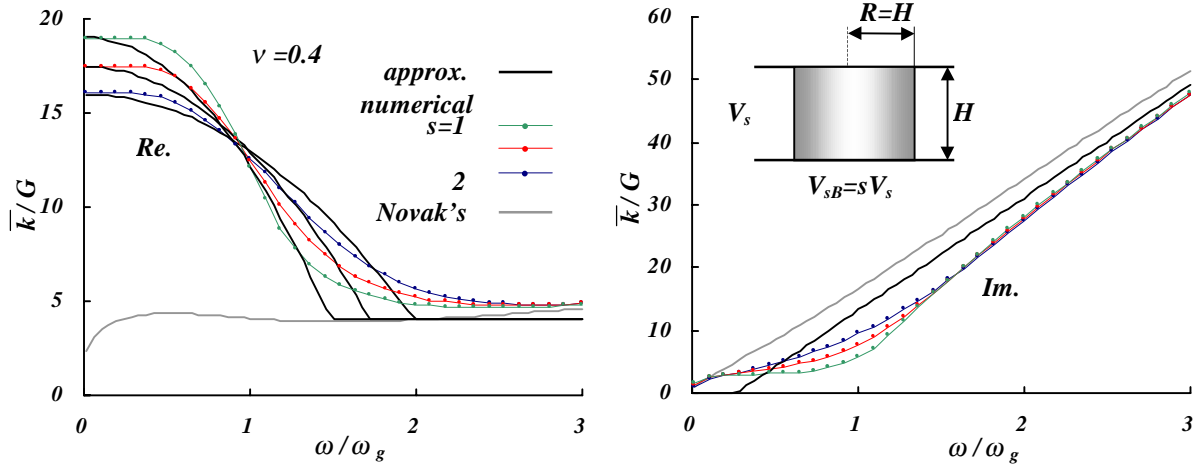 20
15
10
5
0
k/G
ν=0.4
approx.
numerical
s=1
2
Novak's
Re.
0
1
2
3
ω/ωg
60
50
40
30
20
10
0
k/G
R=H
Vs
H
VsB=sVs
Im.
0
1
2
3
ω/ωg